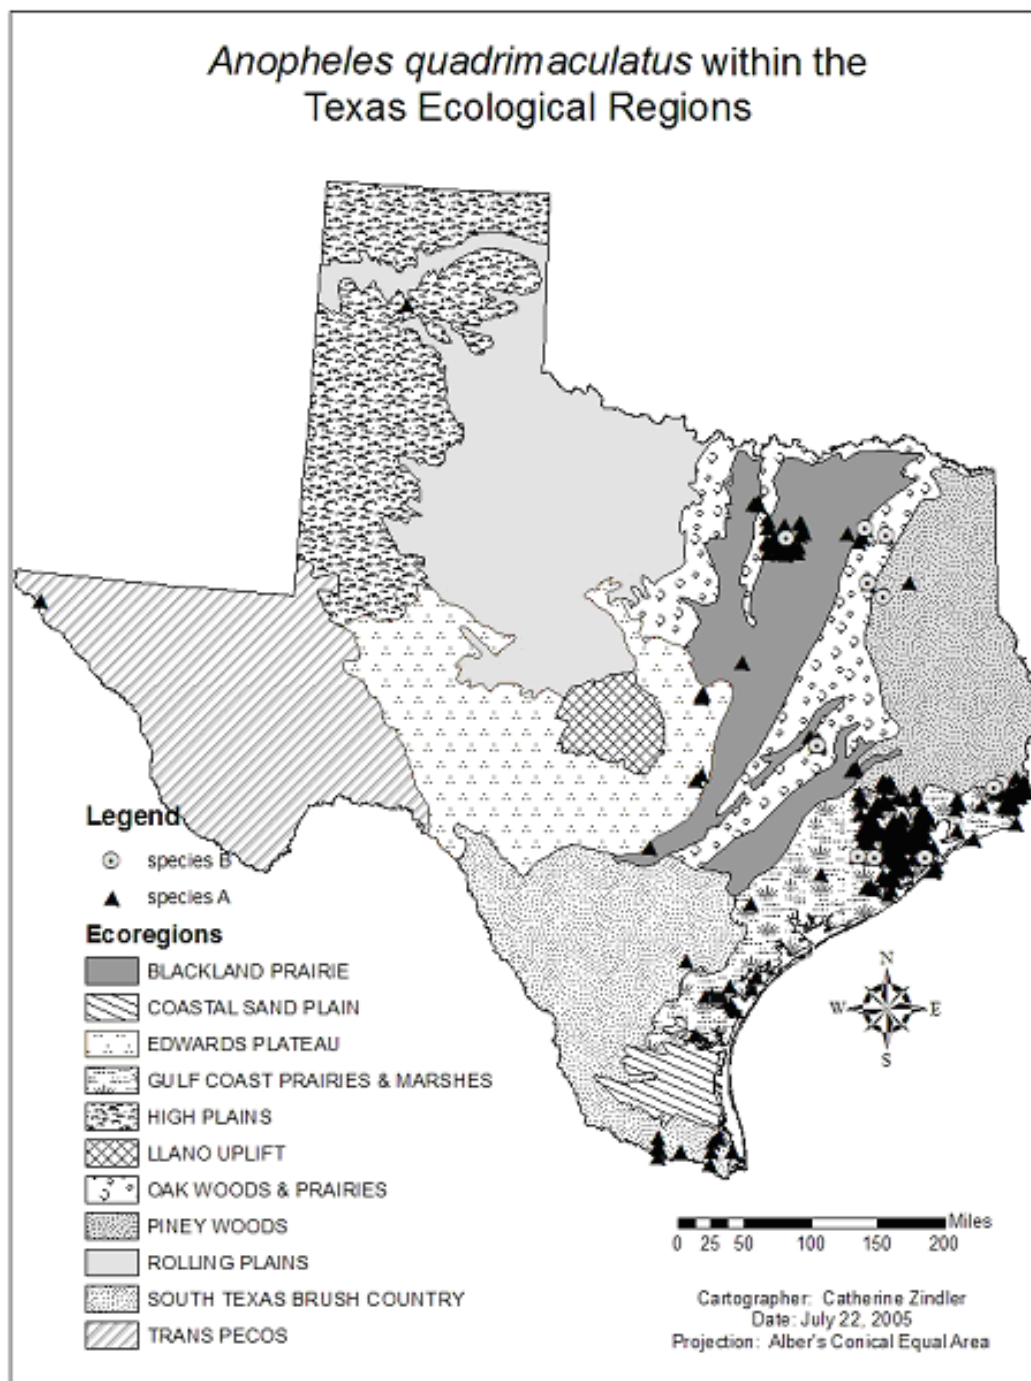 Anopheles quadrimaculatus within the
Texas Ecological Regions
Legend
species B
species A
Ecoregions
BLACKLAND PRAIRIE
COASTAL SAND PLAIN
EDWARDS PLATEAU
GULF COAST PRAIRIES & MARSHES
HIGH PLAINS
LLANO UPLIFT
OAK WOODS & PRAIRIES
PINEY WOODS
ROLLING PLAINS
SOUTH TEXAS BRUSH COUNTRY
TRANS PECOS
N
W E
S
Miles
0 25 50 100 150 200
Cartographer: Catherine Zindler
Date: July 22, 2005
Projection: Alber's Conical Equal Area